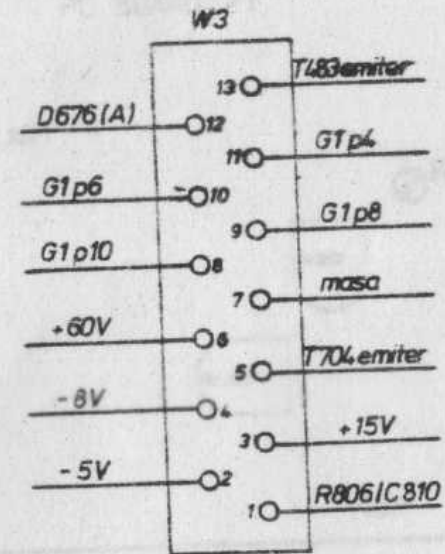 W3
13 T483emiter
D676(A) 12
11 G1p4
G1p6 10
9 G1p8
G1p10 8
7 masa
+60V 6
5 T704emiter
-8V 4
3 +15V
-5V 2
1 R806/C810